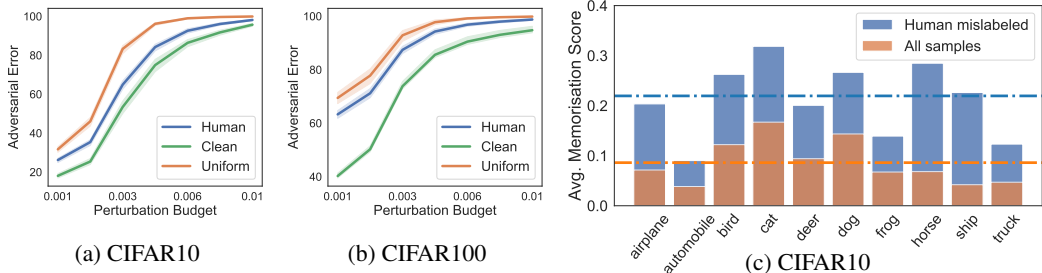 100
80
60
40
20
Adversarial Error
Human
Clean
Uniform
0.001
0.003
0.006
0.01
Perturbation Budget
(a) CIFAR10
100
80
60
40
Adversarial Error
Human
Clean
Uniform
0.001
0.003
0.006
0.01
Perturbation Budget
(b) CIFAR100
0.4
0.3
0.2
0.1
0.0
Avg. Memorisation Score
Human mislabeled
All samples
airplane
automobile
bird
cat
deer
dog
frog
horse
ship
truck
(c) CIFAR10